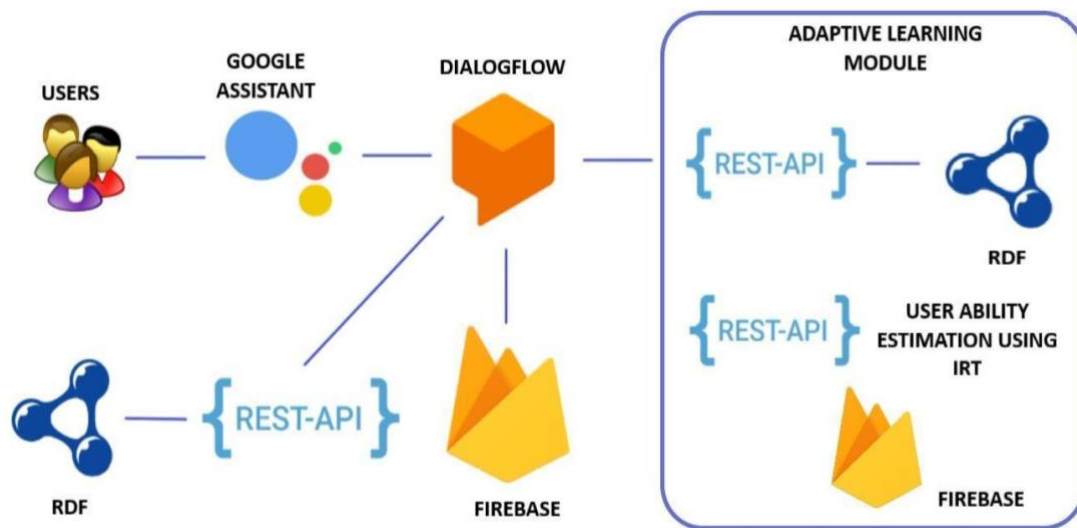 USERS
GOOGLE
ASSISTANT
DIALOGFLOW
ADAPTIVE LEARNING
MODULE
{REST-API}
RDF
{REST-API}
USER ABILITY
ESTIMATION USING
IRT
FIREBASE
RDF
{REST-API}
FIREBASE